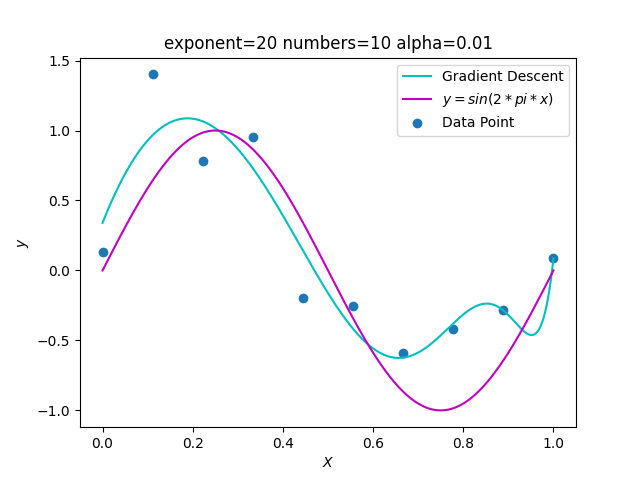 exponent=20 numbers=10 alpha=0.01
Gradient Descent
y = sin(2 * pi * x)
Data Point
1.5
1.0
0.5
0.0
−0.5
−1.0
y
0.0 0.2 0.4 0.6 0.8 1.0
X